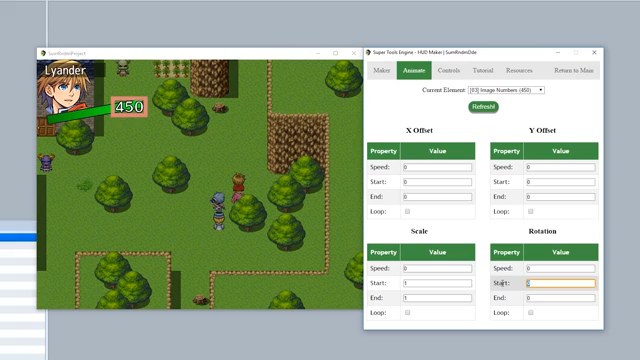 SumRndmProject
Lyander
450
Super Tools Engine - HUD Maker | SumRndmDde
Maker
Animate
Controls
Tutorial
Resources
Return to Main
Current Element: [03] Image Numbers (450)
Refresh!
X Offset
Property Value
Speed: 0
Start: 0
End: 0
Loop:
Y Offset
Property Value
Speed: 0
Start: 0
End: 0
Loop:
Scale
Property Value
Speed: 0
Start: 1
End: 1
Loop:
Rotation
Property Value
Speed: 0
Start:
End: 0
Loop: